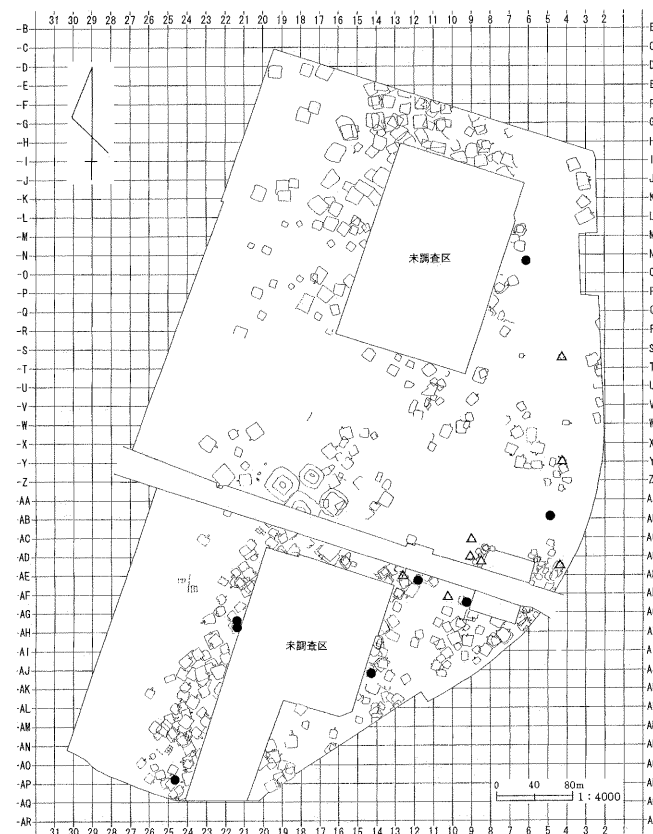 31 30 29 28 27 26 25 24 23 22 21 20 19 18 17 16 15 14 13 12 11 10 9 8 7 6 5 4 3 2 1 0
B
C
D
E
F
G
H
I
J
K
L
M
N
O
P
Q
R
S
T
U
V
W
X
Y
Z
AA
AB
AC
AD
AE
AF
AG
AH
AI
AJ
AK
AL
AM
AN
AO
AP
AQ
AR
未調査区
未調査区
0 40 80m
1:4000
31 30 29 28 27 26 25 24 23 22 21 20 19 18 17 16 15 14 13 12 11 10 9 8 7 6 5 4 3 2 1 0